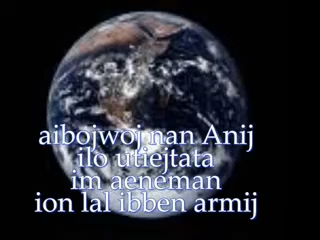 aibojwoj nan Anij
ilo utiejtata
im aeneman
ion lal ibben armij